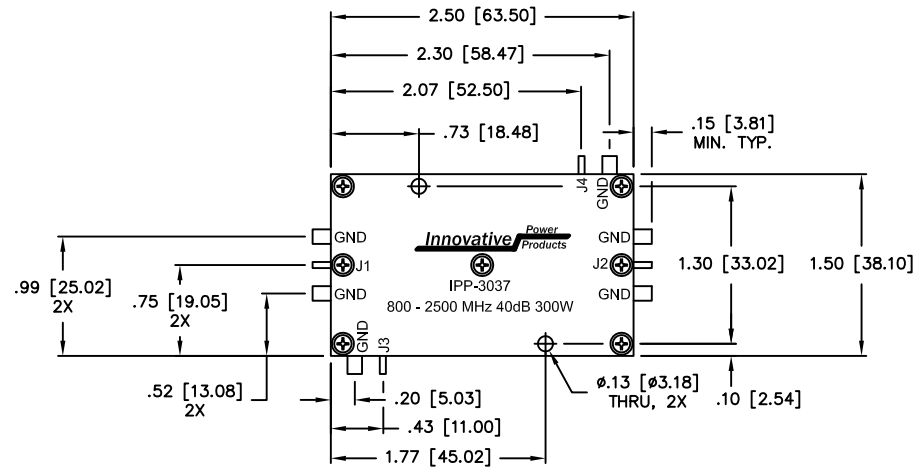 2.50 [63.50]
2.30 [58.47]
2.07 [52.50]
.73 [18.48]
.15 [3.81]
MIN. TYP.
J4
GND
GND
Innovative Power
Products
GND
J1
J2
.99 [25.02]
2X
.75 [19.05]
2X
1.30 [33.02]
1.50 [38.10]
IPP-3037
GND
GND
800 - 2500 MHz 40dB 300W
GND
J3
.52 [13.08]
2X
.20 [5.03]
ø.13 [ø3.18]
THRU, 2X
.10 [2.54]
.43 [11.00]
1.77 [45.02]